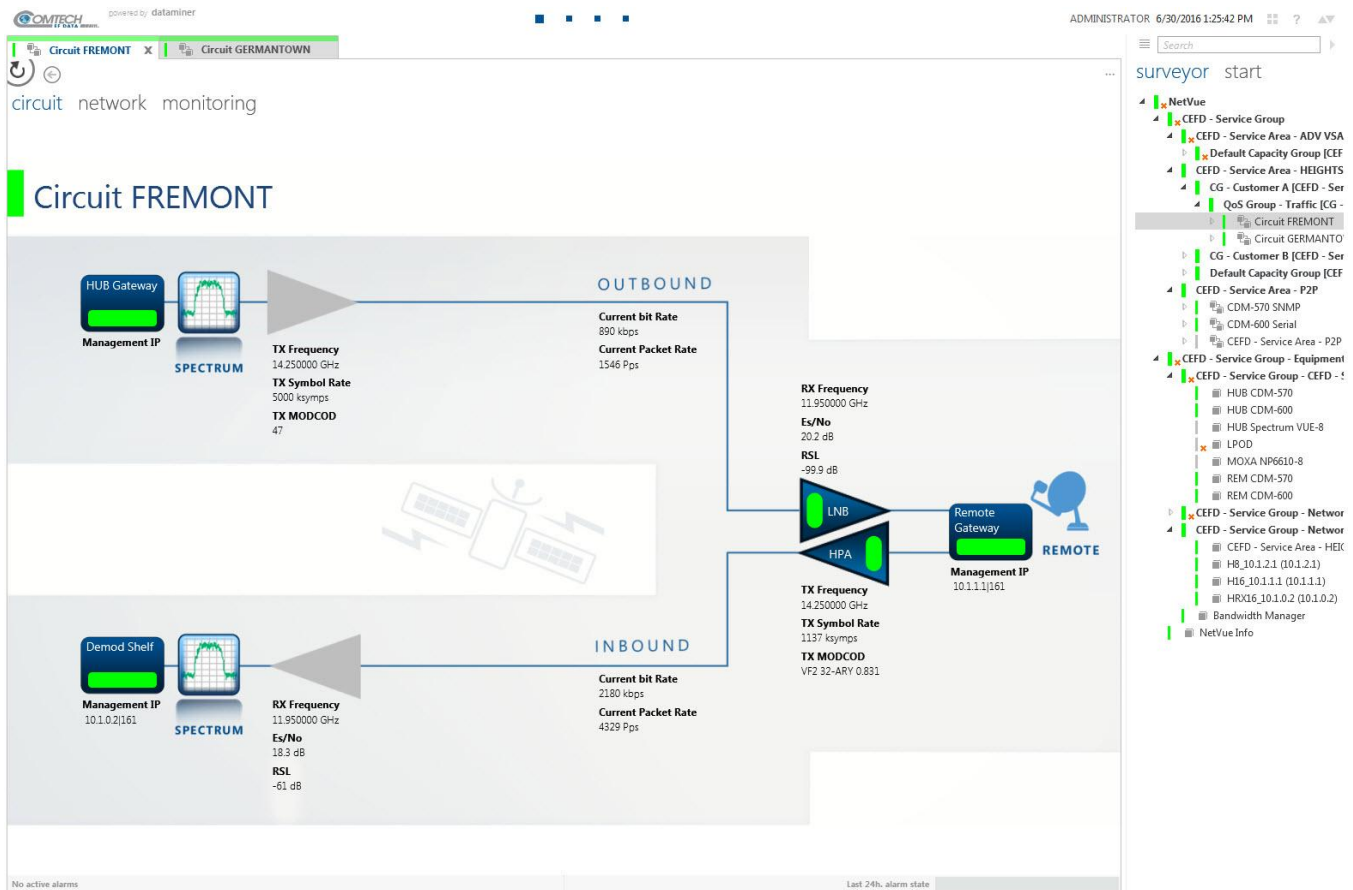 COMTECH
EF DATA
powered by dataminer
ADMINISTRATOR 6/30/2016 1:25:42 PM ?
Circuit FREMONT X
Circuit GERMANTOWN
Search
surveyor start
...
circuit network monitoring
Circuit FREMONT
HUB Gateway
Management IP
SPECTRUM
TX Frequency
14.250000 GHz
TX Symbol Rate
5000 ksymps
TX MODCOD
47
OUTBOUND
Current bit Rate
890 kbps
Current Packet Rate
1546 Pps
RX Frequency
11.950000 GHz
Es/No
20.2 dB
RSL
-99.9 dB
LNB
HPA
Remote
Gateway
REMOTE
Management IP
10.1.1.1|161
TX Frequency
14.250000 GHz
TX Symbol Rate
1137 ksymps
TX MODCOD
VF2 32-ARY 0.831
Demod Shelf
Management IP
10.1.0.2|161
SPECTRUM
RX Frequency
11.950000 GHz
Es/No
18.3 dB
RSL
-61 dB
INBOUND
Current bit Rate
2180 kbps
Current Packet Rate
4329 Pps
NetVue
CEFD - Service Group
CEFD - Service Area - ADV VSA
Default Capacity Group [CEF
CEFD - Service Area - HEIGHTS
CG - Customer A [CEFD - Ser
QoS Group - Traffic [CG -
Circuit FREMONT
Circuit GERMANTO
CG - Customer B [CEFD - Ser
Default Capacity Group [CEF
CEFD - Service Area - P2P
CDM-570 SNMP
CDM-600 Serial
CEFD - Service Area - P2P
CEFD - Service Group - Equipment
CEFD - Service Group - CEFD - S
HUB CDM-570
HUB CDM-600
HUB Spectrum VUE-8
LPOD
MOXA NP6610-8
REM CDM-570
REM CDM-600
CEFD - Service Group - Networ
CEFD - Service Group - Networ
CEFD - Service Area - HEIG
H8_10.1.2.1 (10.1.2.1)
H16_10.1.1.1 (10.1.1.1)
HRX16_10.1.0.2 (10.1.0.2)
Bandwidth Manager
NetVue Info
No active alarms
Last 24h. alarm state